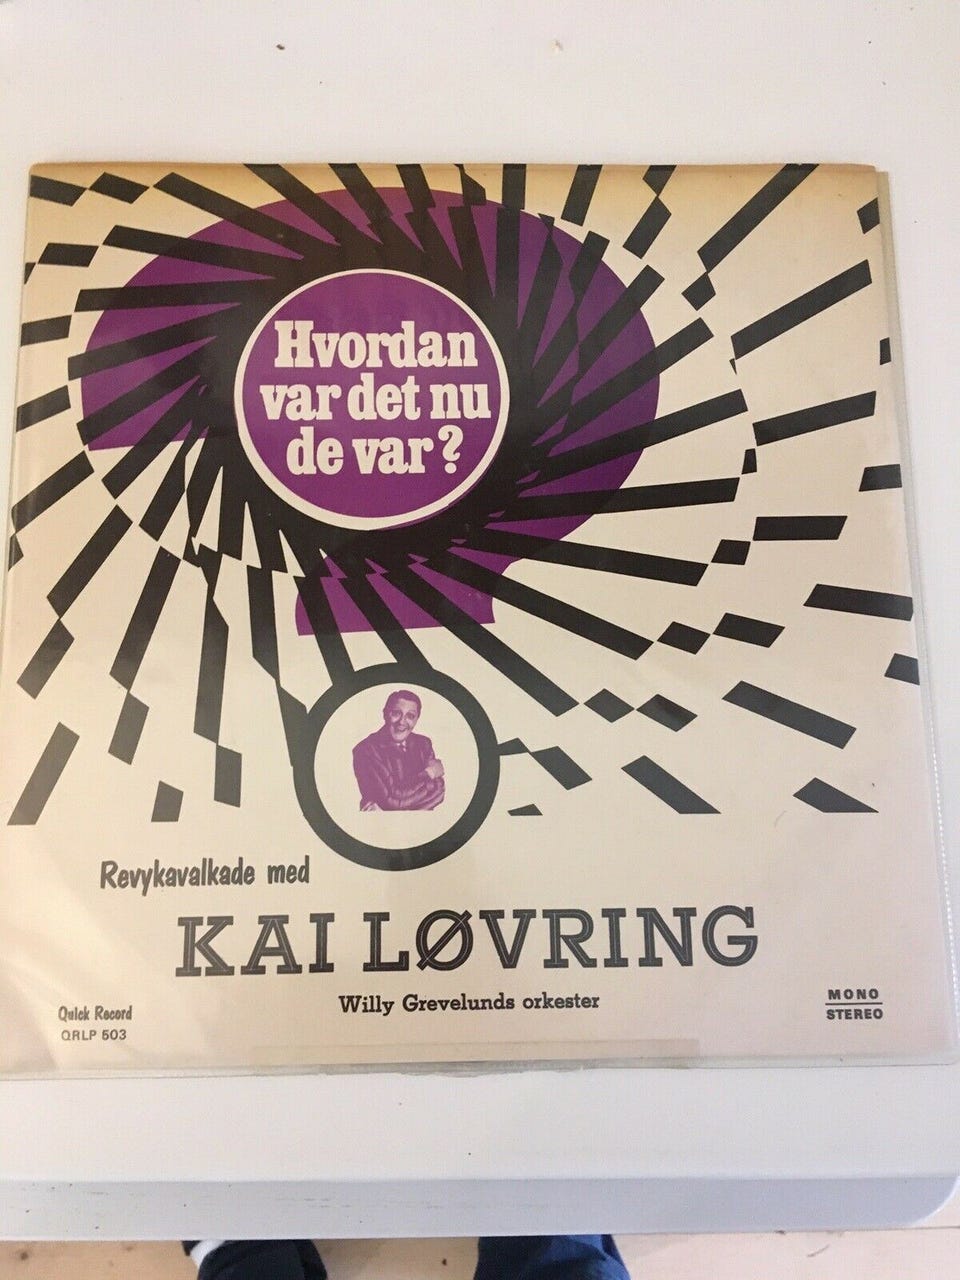 Hvordan
var det nu
de var?
Revykavalkade med
KAI LØVRING
Willy Grevelunds orkester
Quick Record
QRLP 503
MONO
STEREO